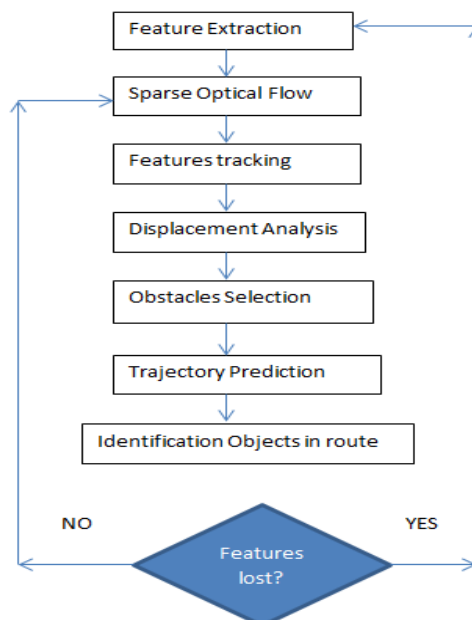 Feature Extraction
Sparse Optical Flow
Features tracking
Displacement Analysis
Obstacles Selection
Trajectory Prediction
Identification Objects in route
NO
YES
Features
lost?